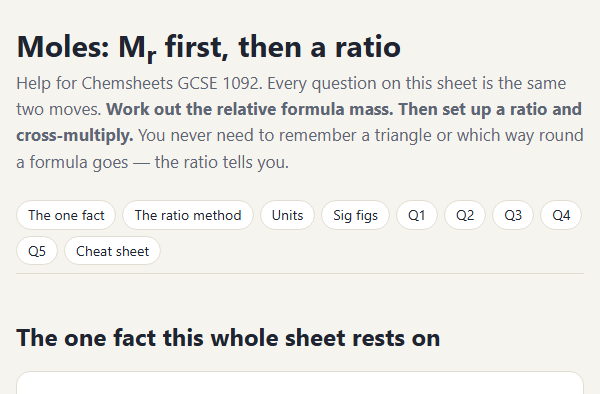 Moles: Mr first, then a ratio
Help for Chemsheets GCSE 1092. Every question on this sheet is the same
two moves. Work out the relative formula mass. Then set up a ratio and
cross-multiply. You never need to remember a triangle or which way round
a formula goes — the ratio tells you.
The one fact The ratio method Units Sig figs Q1 Q2 Q3 Q4
Q5 Cheat sheet
The one fact this whole sheet rests on